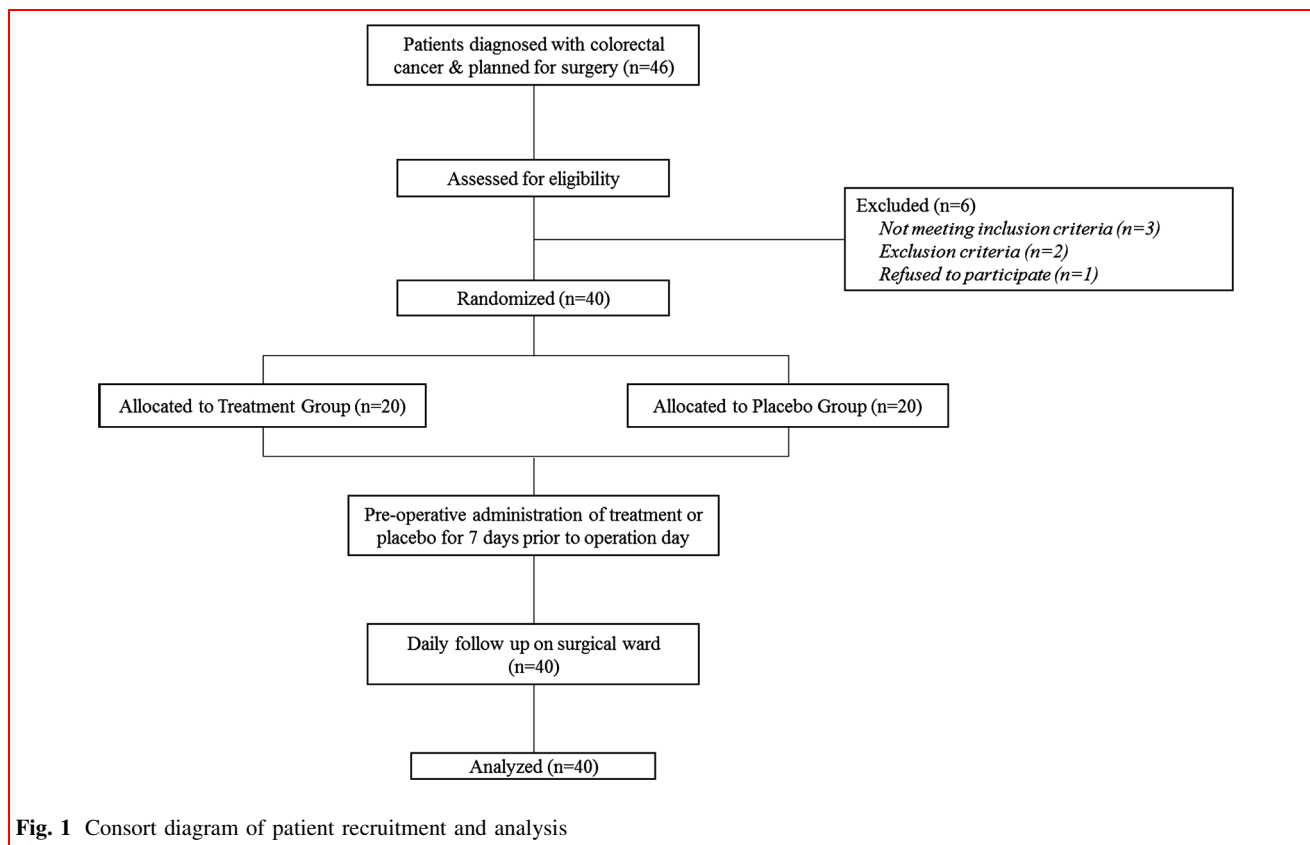 Patients diagnosed with colorectal
cancer & planned for surgery (n=46)
Assessed for eligibility
Excluded (n=6)
Not meeting inclusion criteria (n=3)
Exclusion criteria (n=2)
Refused to participate (n=1)
Randomized (n=40)
Allocated to Treatment Group (n=20)
Allocated to Placebo Group (n=20)
Pre-operative administration of treatment or
placebo for 7 days prior to operation day
Daily follow up on surgical ward
(n=40)
Analyzed (n=40)
Fig. 1 Consort diagram of patient recruitment and analysis